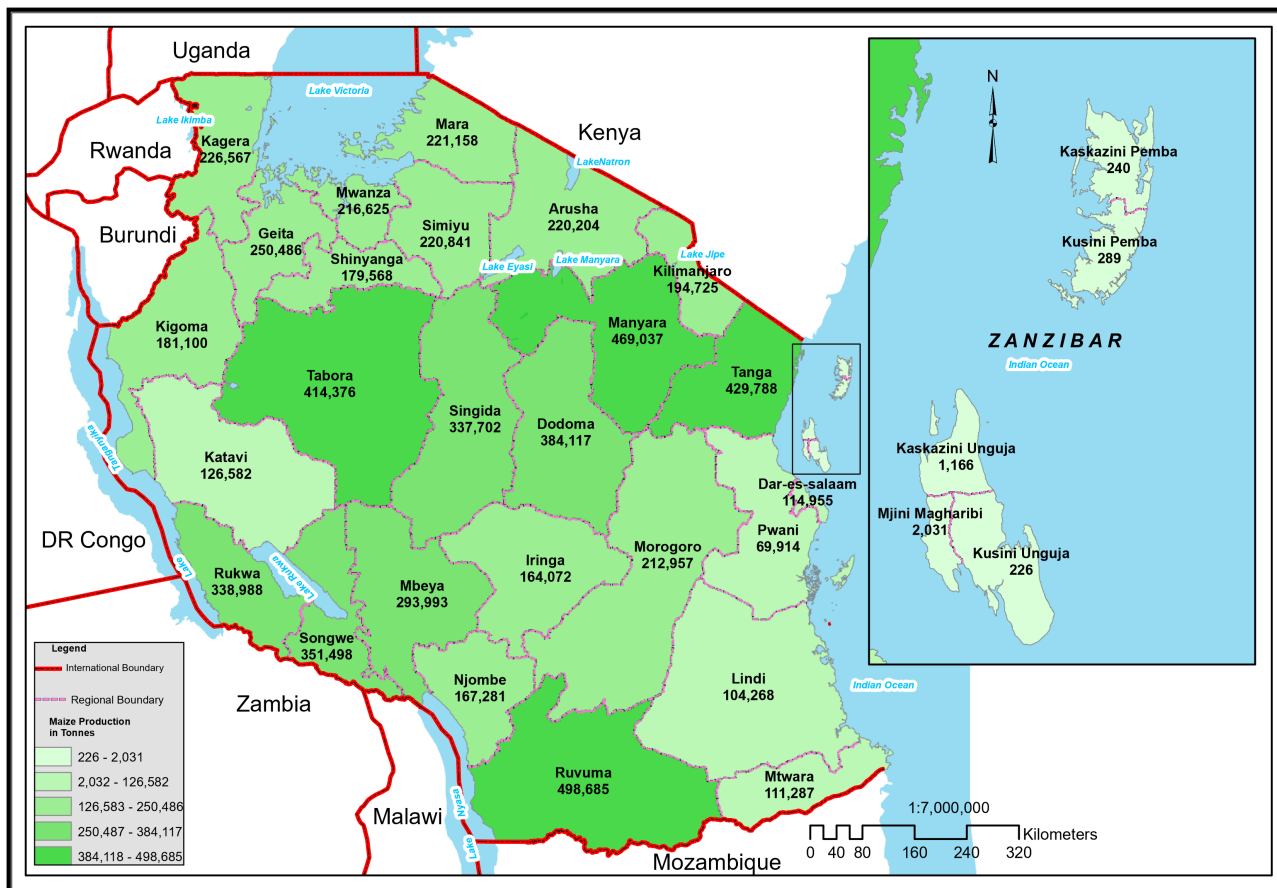 Uganda
Lake Victoria
Kenya
Rwanda
Burundi
DR Congo
Zambia
Malawi
Mozambique
Lake Ikimba
Kagera
226,567
Mara
221,158
LakeNatron
Mwanza
216,625
Arusha
220,204
Geita
250,486
Simiyu
220,841
Shinyanga
179,568
Lake Eyasi
Lake Manyara
Lake Jipe
Kilimanjaro
194,725
Kigoma
181,100
Manyara
469,037
Tabora
414,376
Tanga
429,788
Singida
337,702
Dodoma
384,117
Katavi
126,582
Lake Tanganyika
Dar-es-salaam
114,955
Pwani
69,914
Morogoro
212,957
Iringa
164,072
Rukwa
338,988
Lake Rukwa
Mbeya
293,993
Songwe
351,498
Njombe
167,281
Lindi
104,268
Indian Ocean
Ruvuma
498,685
Mtwara
111,287
Lake Nyasa
N
Kaskazini Pemba
240
Kusini Pemba
289
ZANZIBAR
Indian Ocean
Kaskazini Unguja
1,166
Mjini Magharibi
2,031
Kusini Unguja
226
Legend
International Boundary
Regional Boundary
Maize Production
in Tonnes
226 - 2,031
2,032 - 126,582
126,583 - 250,486
250,487 - 384,117
384,118 - 498,685
1:7,000,000
Kilometers
0 40 80 160 240 320